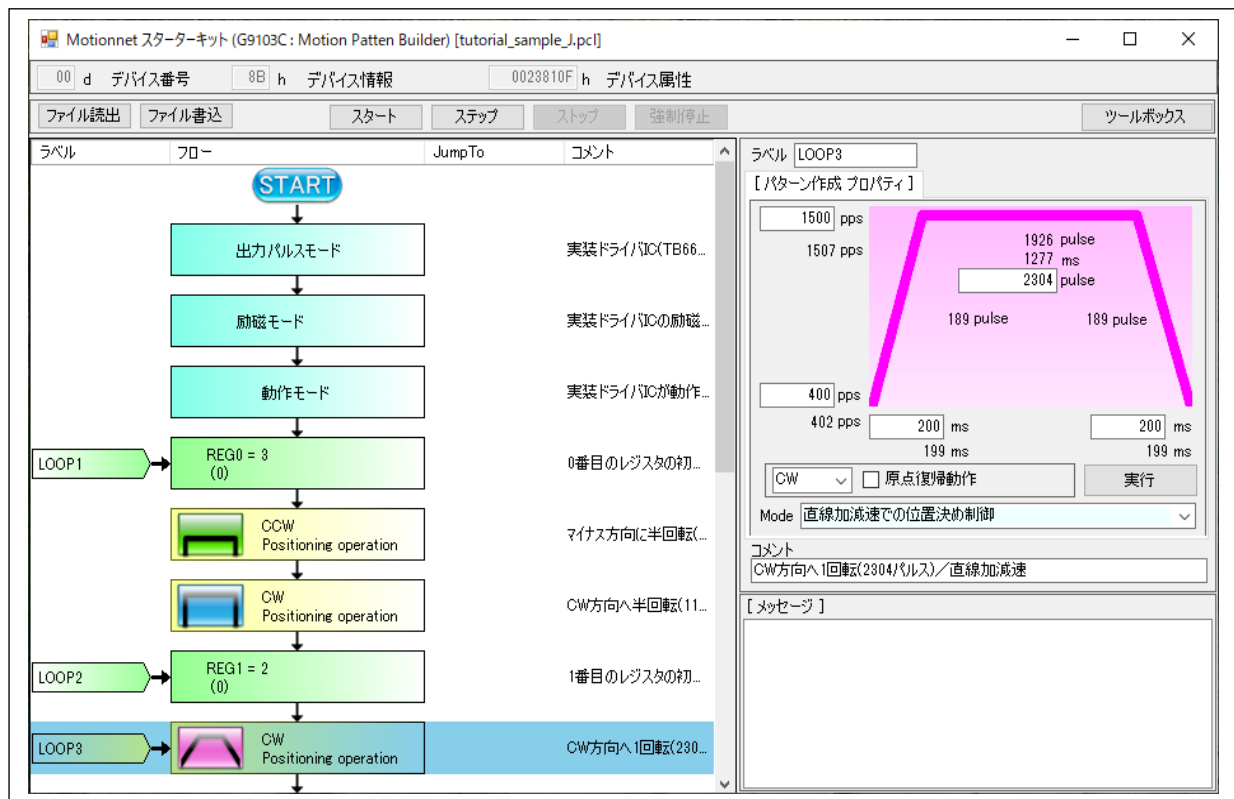 Motionnet スターターキット (G9103C : Motion Patten Builder) [tutorial_sample_J.pcl]
00 d デバイス番号 8B h デバイス情報 0023810F h デバイス属性
ファイル読出 ファイル書込 スタート ステップ ストップ 強制停止 ツールボックス
ラベル フロー JumpTo コメント
START
出力パルスモード 実装ドライバIC(TB66...
励磁モード 実装ドライバICの励磁...
動作モード 実装ドライバICが動作...
LOOP1 REG0 = 3 0番目のレジスタの初...
(0)
CCW
Positioning operation マイナス方向に半回転(...
CW
Positioning operation CW方向へ半回転(11...
LOOP2 REG1 = 2 1番目のレジスタの初...
(0)
LOOP3 CW
Positioning operation CW方向へ1回転(230...
ラベル LOOP3
[ パターン作成 プロパティ ]
1500 pps
1507 pps
1926 pulse
1277 ms
2304 pulse
189 pulse 189 pulse
400 pps
402 pps
200 ms 200 ms
199 ms 199 ms
CW 原点復帰動作 実行
Mode 直線加減速での位置決め制御
コメント
CW方向へ1回転(2304パルス)／直線加減速
[ メッセージ ]